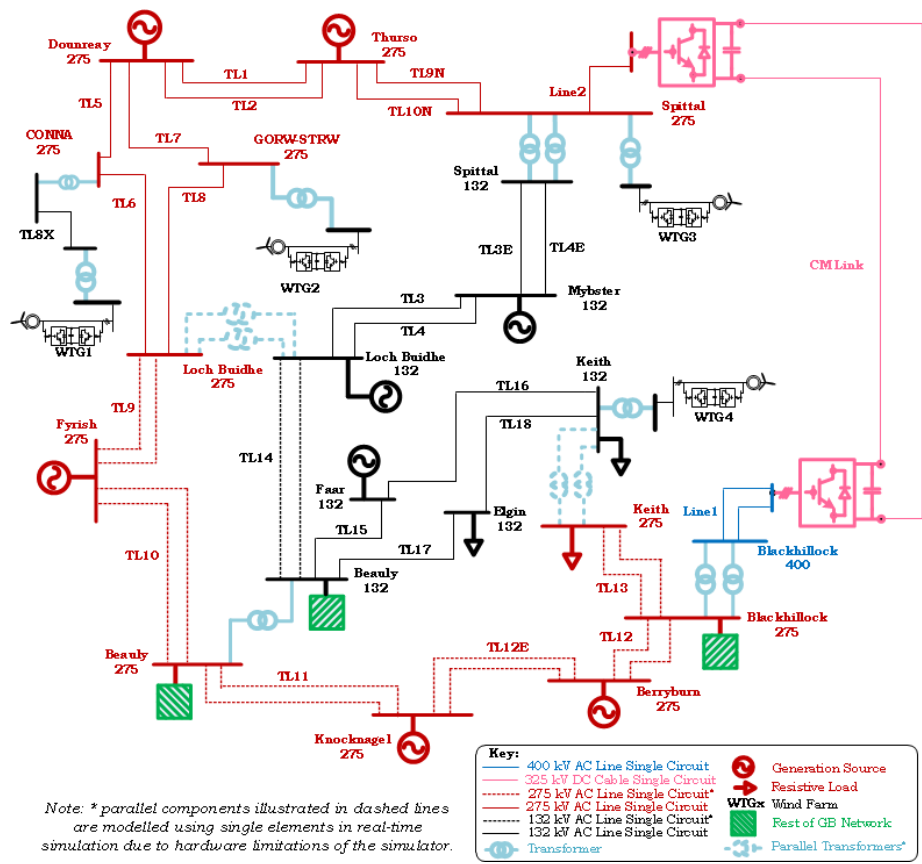 Dounreay
275
Thurso
275
TL1
TL2
TL9N
TL10N
Line2
Spittal
275
TL5
TL7
CONNA
275
GORW-STRW
275
TL6
TL8
TL8X
WTG1
WTG2
Spittal
132
WTG3
TL3E
TL4E
CMLink
Mybster
132
TL3
TL4
Loch Buidhe
275
Loch Buidhe
132
Keith
132
TL16
TL18
WTG4
TL9
Fyrish
275
TL14
Faar
132
Elgin
132
TL15
TL17
Keith
275
Line1
Blackhillock
400
TL10
Beauly
132
TL13
Blackhillock
275
TL12
Beauly
275
TL11
TL12E
Berryburn
275
Knocknagel
275
Note: * parallel components illustrated in dashed lines
are modelled using single elements in real-time
simulation due to hardware limitations of the simulator.
Key:
400 kV AC Line Single Circuit
325 kV DC Cable Single Circuit
275 kV AC Line Single Circuit*
275 kV AC Line Single Circuit
132 kV AC Line Single Circuit*
132 kV AC Line Single Circuit
Transformer
Generation Source
Resistive Load
WTGx Wind Farm
Rest of GB Network
Parallel Transformers*